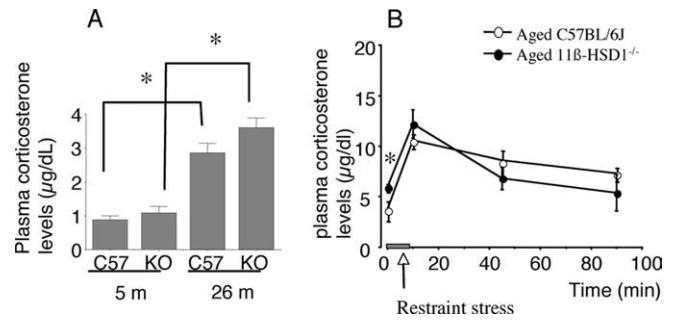 A
Plasma corticosterone
levels (µg/dL)
4
3
2
1
0
*
*
C57 KO C57 KO
5 m 26 m
B
Aged C57BL/6J
Aged 11ß-HSD1-/-
plasma corticosterone
levels (µg/dl)
20
15
10
5
0
*
0 10 20 40 60 80 100
Time (min)
Restraint stress